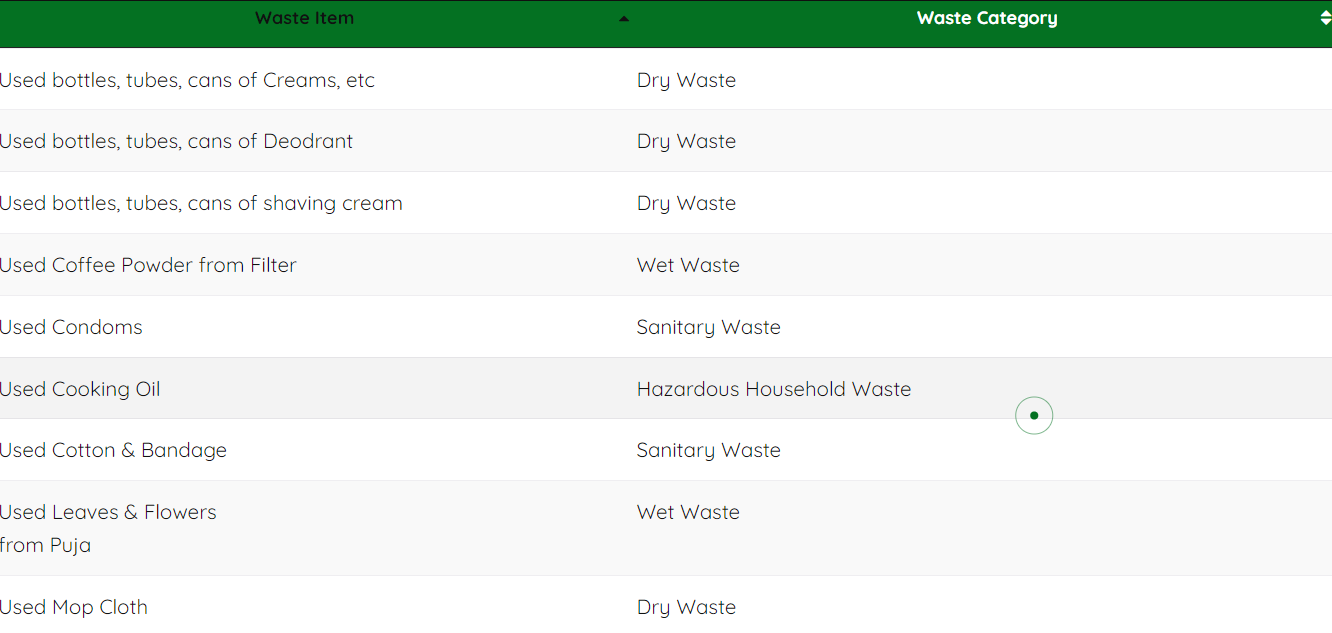 Waste Item Waste Category
Used bottles, tubes, cans of Creams, etc Dry Waste
Used bottles, tubes, cans of Deodrant Dry Waste
Used bottles, tubes, cans of shaving cream Dry Waste
Used Coffee Powder from Filter Wet Waste
Used Condoms Sanitary Waste
Used Cooking Oil Hazardous Household Waste
Used Cotton & Bandage Sanitary Waste
Used Leaves & Flowers Wet Waste
from Puja
Used Mop Cloth Dry Waste